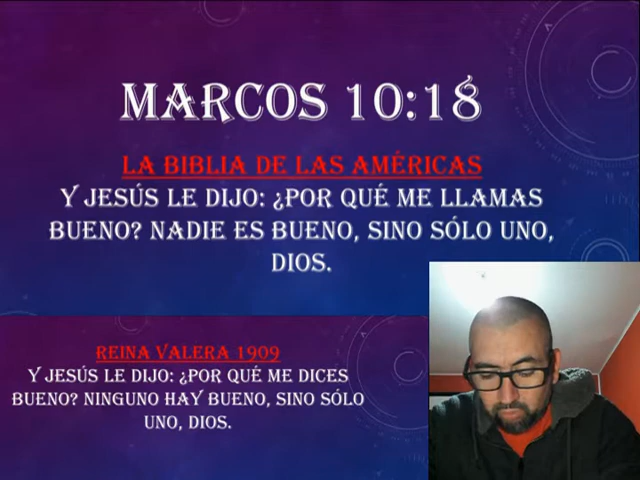 MARCOS 10:18
LA BIBLIA DE LAS AMÉRICAS
Y JESÚS LE DIJO: ¿POR QUÉ ME LLAMAS
BUENO? NADIE ES BUENO, SINO SÓLO UNO,
DIOS.
REINA VALERA 1909
Y JESÚS LE DIJO: ¿POR QUÉ ME DICES
BUENO? NINGUNO HAY BUENO, SINO SÓLO
UNO, DIOS.